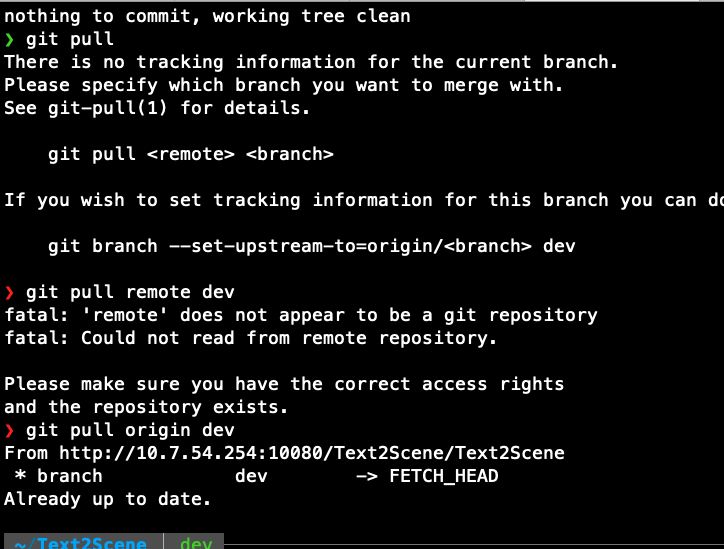 nothing to commit, working tree clean
❯ git pull
There is no tracking information for the current branch.
Please specify which branch you want to merge with.
See git-pull(1) for details.

    git pull <remote> <branch>

If you wish to set tracking information for this branch you can do

    git branch --set-upstream-to=origin/<branch> dev

❯ git pull remote dev
fatal: 'remote' does not appear to be a git repository
fatal: Could not read from remote repository.

Please make sure you have the correct access rights
and the repository exists.
❯ git pull origin dev
From http://10.7.54.254:10080/Text2Scene/Text2Scene
 * branch            dev        -> FETCH_HEAD
Already up to date.

~/Text2Scene | dev